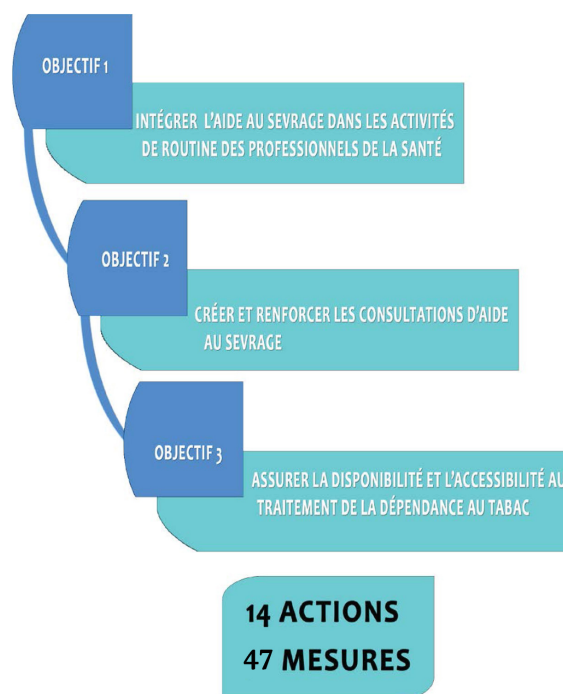 OBJECTIF 1
INTÉGRER L'AIDE AU SEVRAGE DANS LES ACTIVITÉS
DE ROUTINE DES PROFESSIONNELS DE LA SANTÉ
OBJECTIF 2
CRÉER ET RENFORCER LES CONSULTATIONS D'AIDE
AU SEVRAGE
OBJECTIF 3
ASSURER LA DISPONIBILITÉ ET L'ACCESSIBILITÉ AU
TRAITEMENT DE LA DÉPENDANCE AU TABAC
14 ACTIONS
47 MESURES